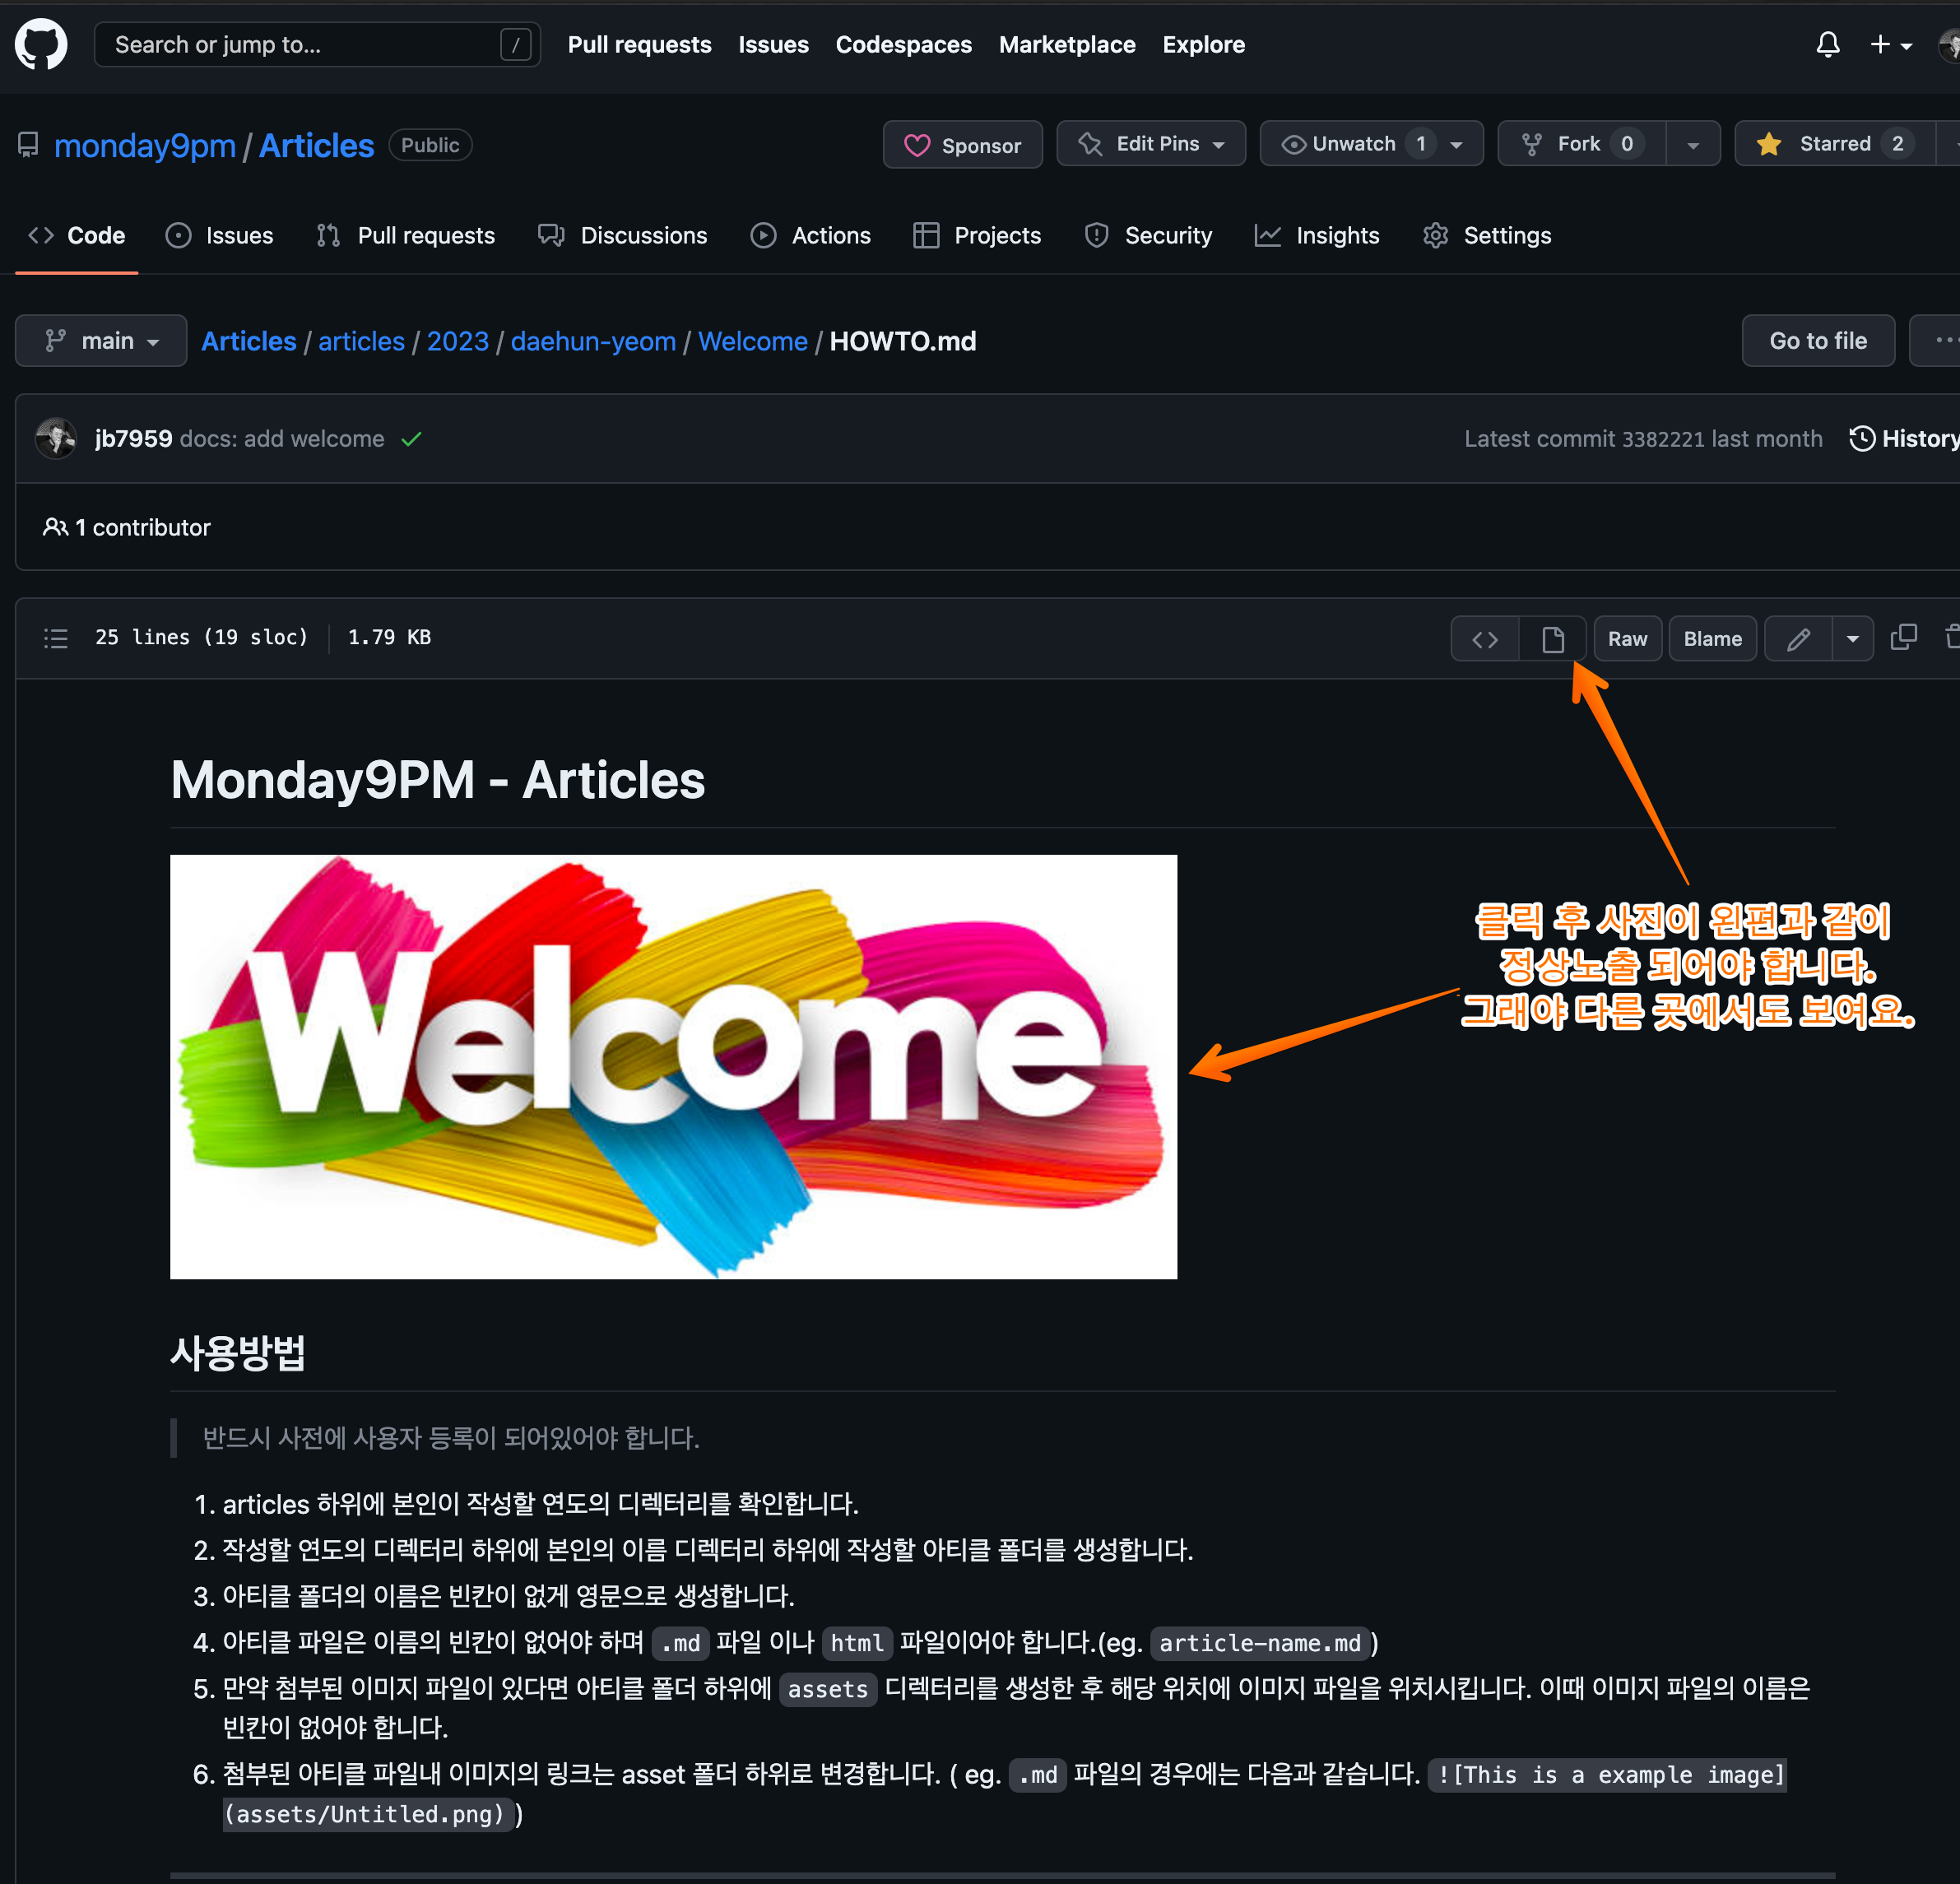 Search or jump to... /
Pull requests Issues Codespaces Marketplace Explore
monday9pm / Articles Public
Sponsor Edit Pins Unwatch 1 Fork 0 Starred 2
Code Issues Pull requests Discussions Actions Projects Security Insights Settings
main Articles / articles / 2023 / daehun-yeom / Welcome / HOWTO.md Go to file
jb7959 docs: add welcome Latest commit 3382221 last month History
1 contributor
25 lines (19 sloc) 1.79 KB Raw Blame
Monday9PM - Articles
Welcome
클릭 후 사진이 왼편과 같이
정상노출 되어야 합니다.
그래야 다른 곳에서도 보여요.
사용방법
반드시 사전에 사용자 등록이 되어있어야 합니다.
1. articles 하위에 본인이 작성할 연도의 디렉터리를 확인합니다.
2. 작성할 연도의 디렉터리 하위에 본인의 이름 디렉터리 하위에 작성할 아티클 폴더를 생성합니다.
3. 아티클 폴더의 이름은 빈칸이 없게 영문으로 생성합니다.
4. 아티클 파일은 이름의 빈칸이 없어야 하며 .md 파일 이나 html 파일이어야 합니다.(eg. article-name.md)
5. 만약 첨부된 이미지 파일이 있다면 아티클 폴더 하위에 assets 디렉터리를 생성한 후 해당 위치에 이미지 파일을 위치시킵니다. 이때 이미지 파일의 이름은
빈칸이 없어야 합니다.
6. 첨부된 아티클 파일내 이미지의 링크는 asset 폴더 하위로 변경합니다. ( eg. .md 파일의 경우에는 다음과 같습니다. ![This is a example image]
(assets/Untitled.png) )